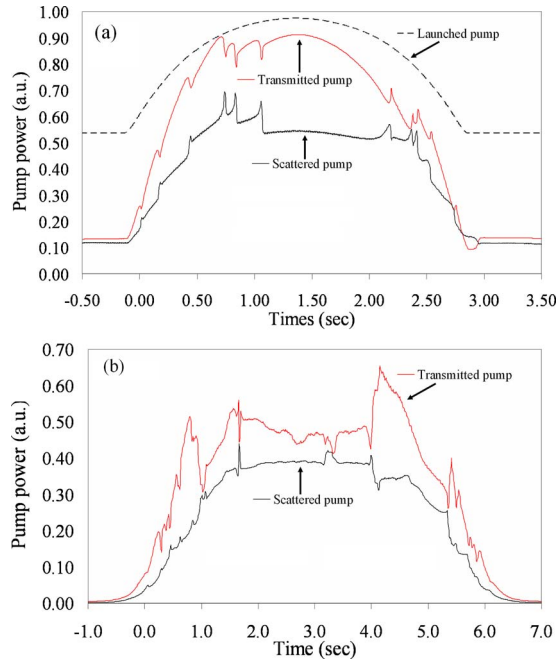 (a)
Launched pump
Transmitted pump
Scattered pump
Pump power (a.u.)
1.00
0.90
0.80
0.70
0.60
0.50
0.40
0.30
0.20
0.10
0.00
-0.50 0.00 0.50 1.00 1.50 2.00 2.50 3.00 3.50
Times (sec)
(b)
Transmitted pump
Scattered pump
Pump power (a.u.)
0.70
0.60
0.50
0.40
0.30
0.20
0.10
0.00
-1.0 0.0 1.0 2.0 3.0 4.0 5.0 6.0 7.0
Time (sec)